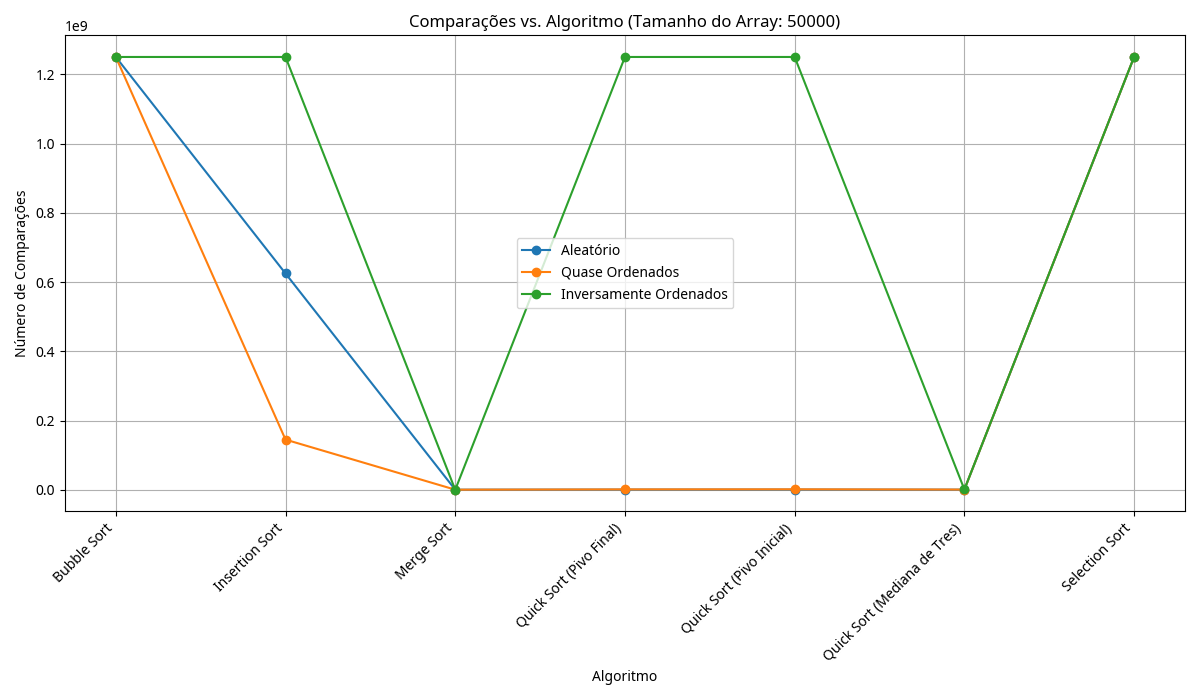 Comparações vs. Algoritmo (Tamanho do Array: 50000)
1e9
1.2
1.0
0.8
0.6
0.4
0.2
0.0
Número de Comparações
Aleatório
Quase Ordenados
Inversamente Ordenados
Bubble Sort
Insertion Sort
Merge Sort
Quick Sort (Pivo Final)
Quick Sort (Pivo Inicial)
Quick Sort (Mediana de Tres)
Selection Sort
Algoritmo